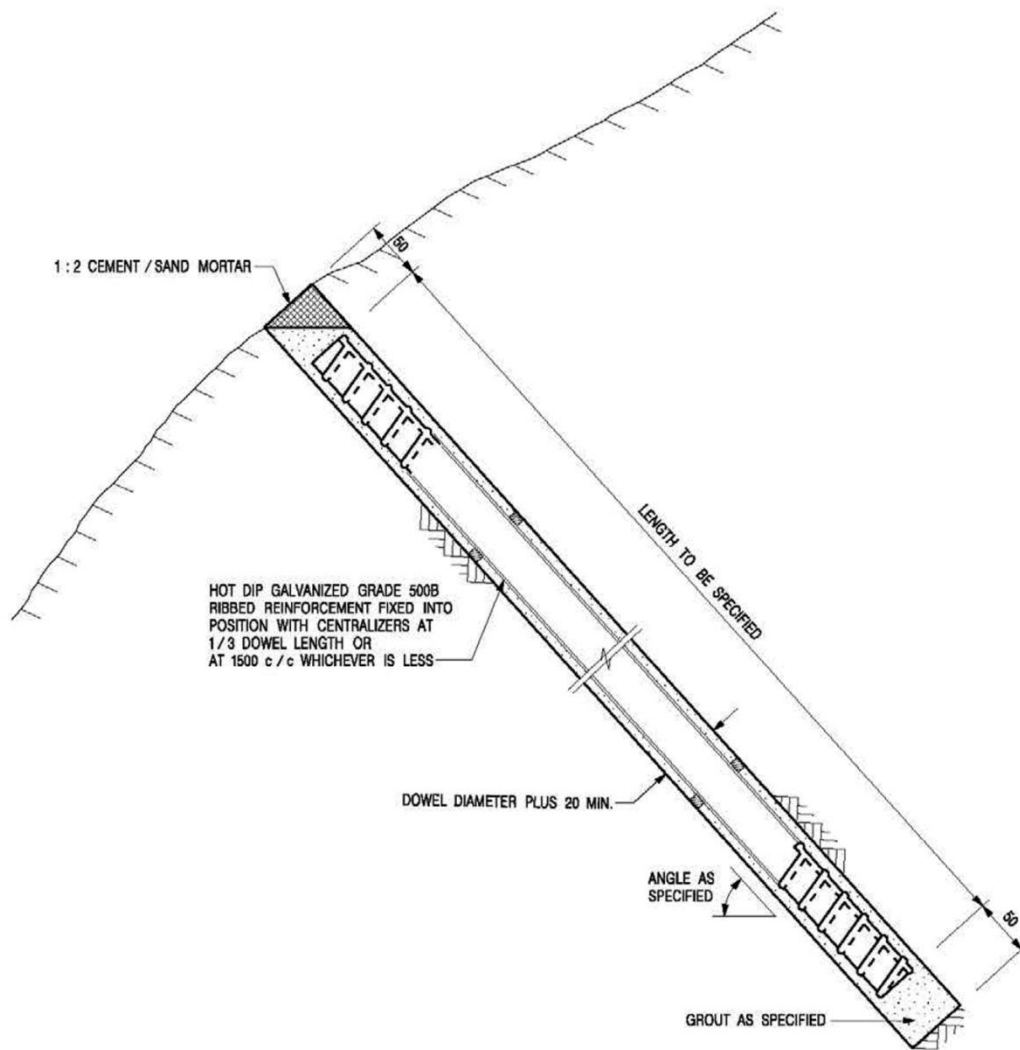 50
1 : 2 CEMENT / SAND MORTAR
LENGTH TO BE SPECIFIED
HOT DIP GALVANIZED GRADE 500B
RIBBED REINFORCEMENT FIXED INTO
POSITION WITH CENTRALIZERS AT
1/3 DOWEL LENGTH OR
AT 1500 c / c WHICHEVER IS LESS
DOWEL DIAMETER PLUS 20 MIN.
ANGLE AS
SPECIFIED
50
GROUT AS SPECIFIED